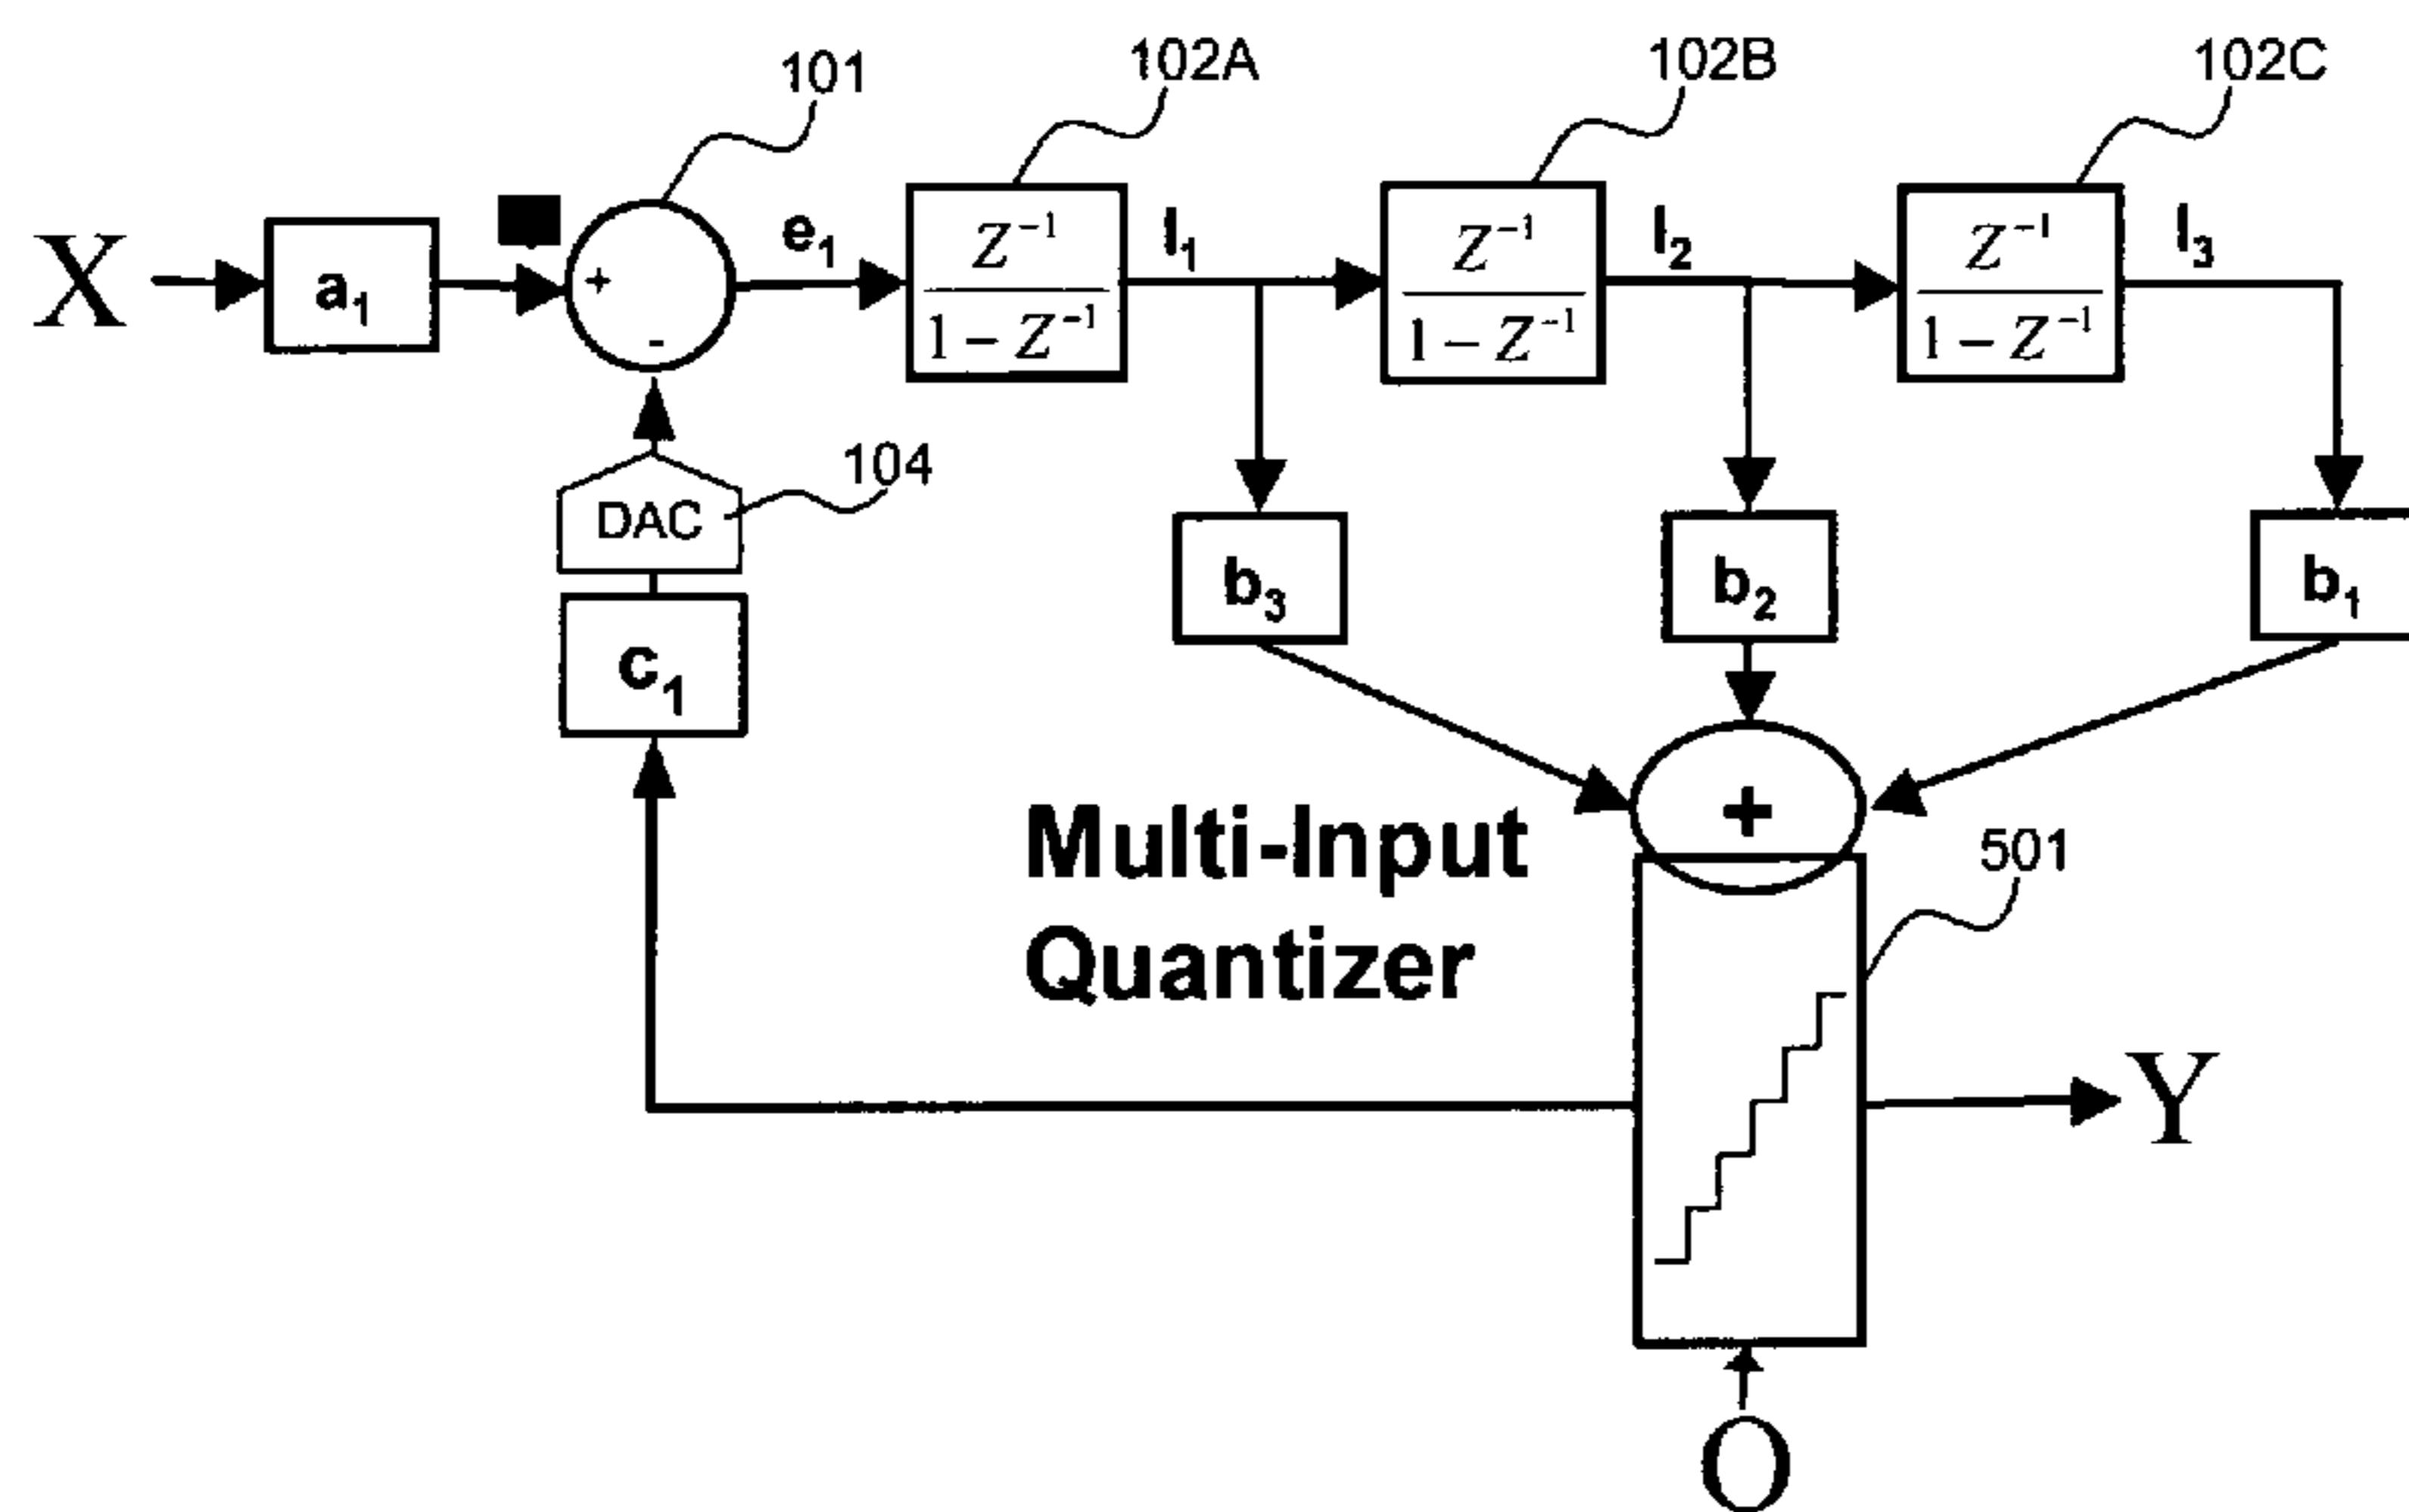 101
102A
102B
102C
X
a₁
+
-
e₁
Z⁻¹
1 – Z⁻¹
I₁
Z⁻¹
1 – Z⁻¹
I₂
Z⁻¹
1 – Z⁻¹
I₃
DAC
104
c₁
b₃
b₂
b₁
+
Multi-Input
Quantizer
501
Y
Q